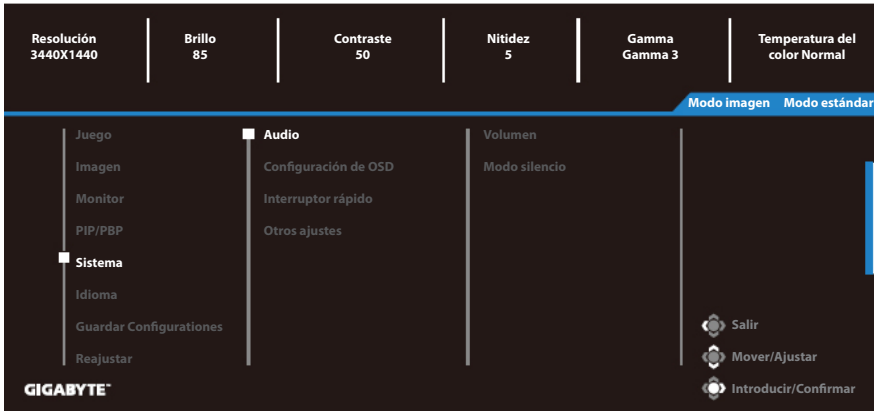 Resolución
3440X1440
Brillo
85
Contraste
50
Nitidez
5
Gamma
Gamma 3
Temperatura del
color Normal
Modo imagen Modo estándar
Juego
Imagen
Monitor
PIP/PBP
Sistema
Idioma
Guardar Configurationes
Reajustar
Audio
Configuración de OSD
Interruptor rápido
Otros ajustes
Volumen
Modo silencio
Salir
Mover/Ajustar
Introducir/Confirmar
GIGABYTE™